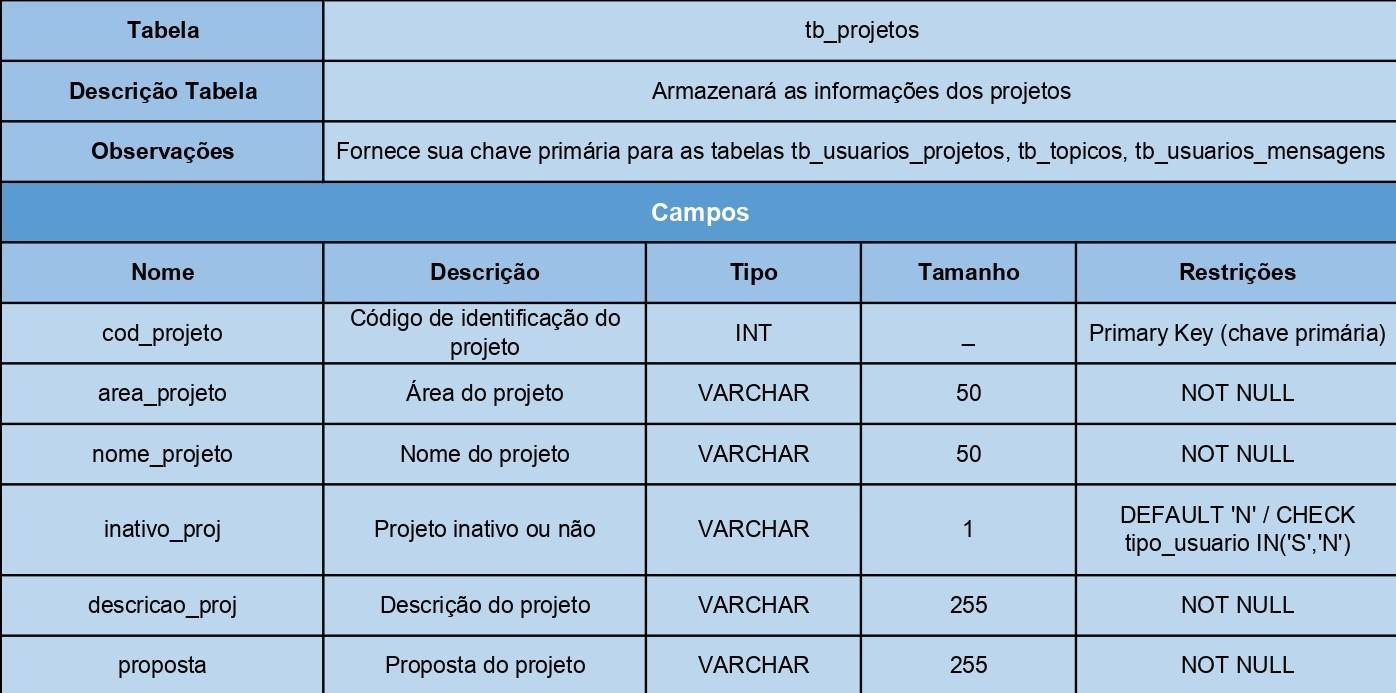 Tabela tb_projetos
Descrição Tabela Armazenará as informações dos projetos
Observações Fornece sua chave primária para as tabelas tb_usuarios_projetos, tb_topicos, tb_usuarios_mensagens
Campos
Nome Descrição Tipo Tamanho Restrições
cod_projeto Código de identificação do projeto INT _ Primary Key (chave primária)
area_projeto Área do projeto VARCHAR 50 NOT NULL
nome_projeto Nome do projeto VARCHAR 50 NOT NULL
inativo_proj Projeto inativo ou não VARCHAR 1 DEFAULT 'N' / CHECK tipo_usuario IN('S','N')
descricao_proj Descrição do projeto VARCHAR 255 NOT NULL
proposta Proposta do projeto VARCHAR 255 NOT NULL